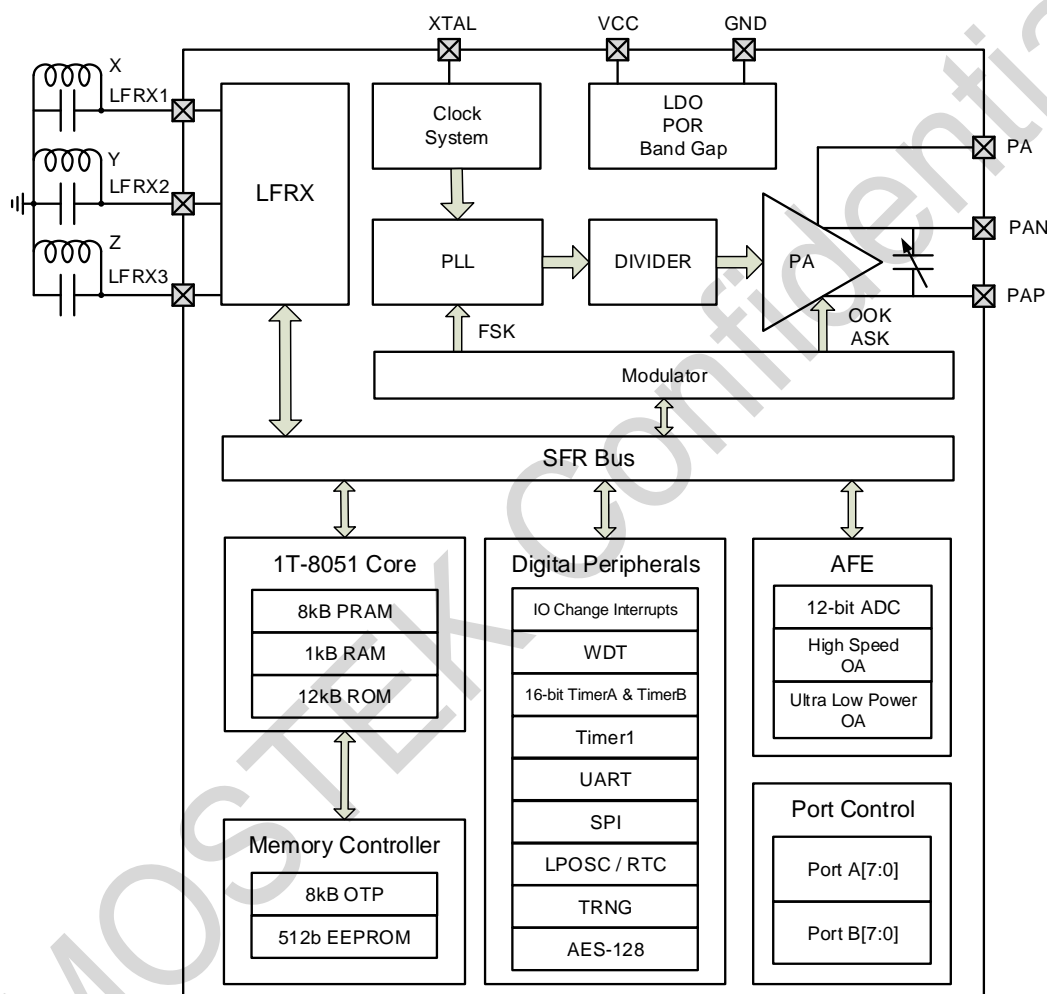 XTAL
VCC
GND
X
LFRX1
Y
LFRX2
Z
LFRX3
LFRX
Clock
System
LDO
POR
Band Gap
PA
PAN
PAP
PLL
DIVIDER
PA
FSK
OOK
ASK
Modulator
SFR Bus
1T-8051 Core
8kB PRAM
1kB RAM
12kB ROM
Memory Controller
8kB OTP
512b EEPROM
Digital Peripherals
IO Change Interrupts
WDT
16-bit TimerA & TimerB
Timer1
UART
SPI
LPOSC / RTC
TRNG
AES-128
AFE
12-bit ADC
High Speed
OA
Ultra Low Power
OA
Port Control
Port A[7:0]
Port B[7:0]
MOSTEK Confidentia